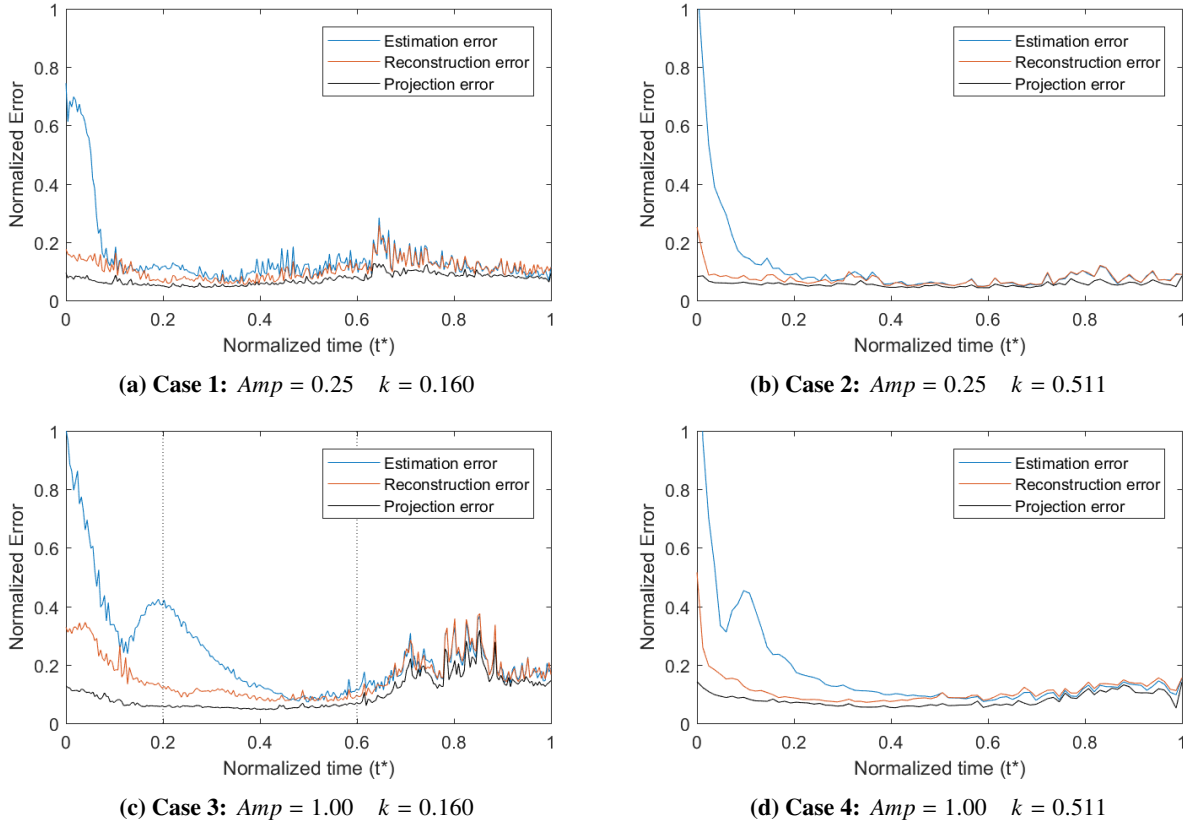 1
0.8
0.6
0.4
0.2
0
Normalized Error
Estimation error
Reconstruction error
Projection error
0 0.2 0.4 0.6 0.8 1
Normalized time (t*)
(a) Case 1: Amp = 0.25 k = 0.160
1
0.8
0.6
0.4
0.2
0
Normalized Error
Estimation error
Reconstruction error
Projection error
0 0.2 0.4 0.6 0.8 1
Normalized time (t*)
(b) Case 2: Amp = 0.25 k = 0.511
1
0.8
0.6
0.4
0.2
0
Normalized Error
Estimation error
Reconstruction error
Projection error
0 0.2 0.4 0.6 0.8 1
Normalized time (t*)
(c) Case 3: Amp = 1.00 k = 0.160
1
0.8
0.6
0.4
0.2
0
Normalized Error
Estimation error
Reconstruction error
Projection error
0 0.2 0.4 0.6 0.8 1
Normalized time (t*)
(d) Case 4: Amp = 1.00 k = 0.511